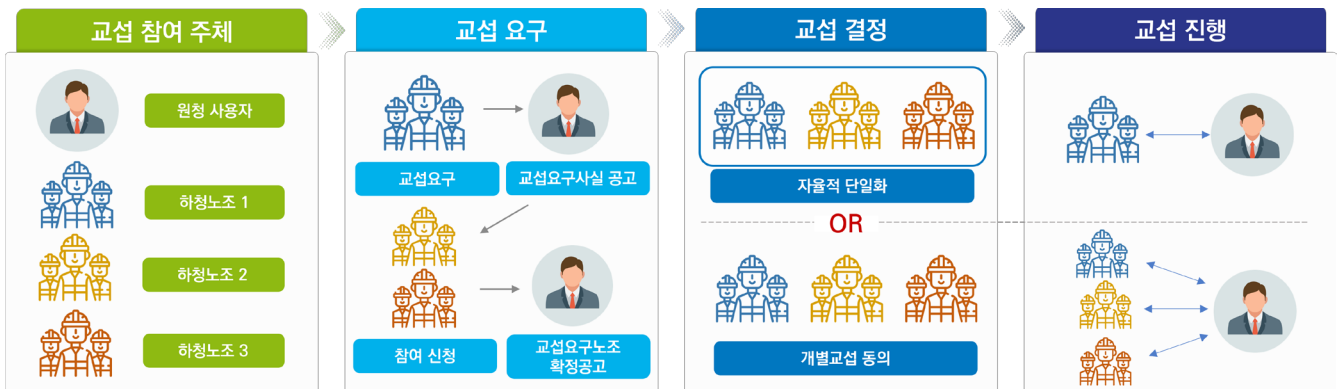 교섭 참여 주체
교섭 요구
교섭 결정
교섭 진행
원청 사용자
하청노조 1
하청노조 2
하청노조 3
교섭요구
교섭요구사실 공고
참여 신청
교섭요구노조
확정공고
자율적 단일화
OR
개별교섭 동의